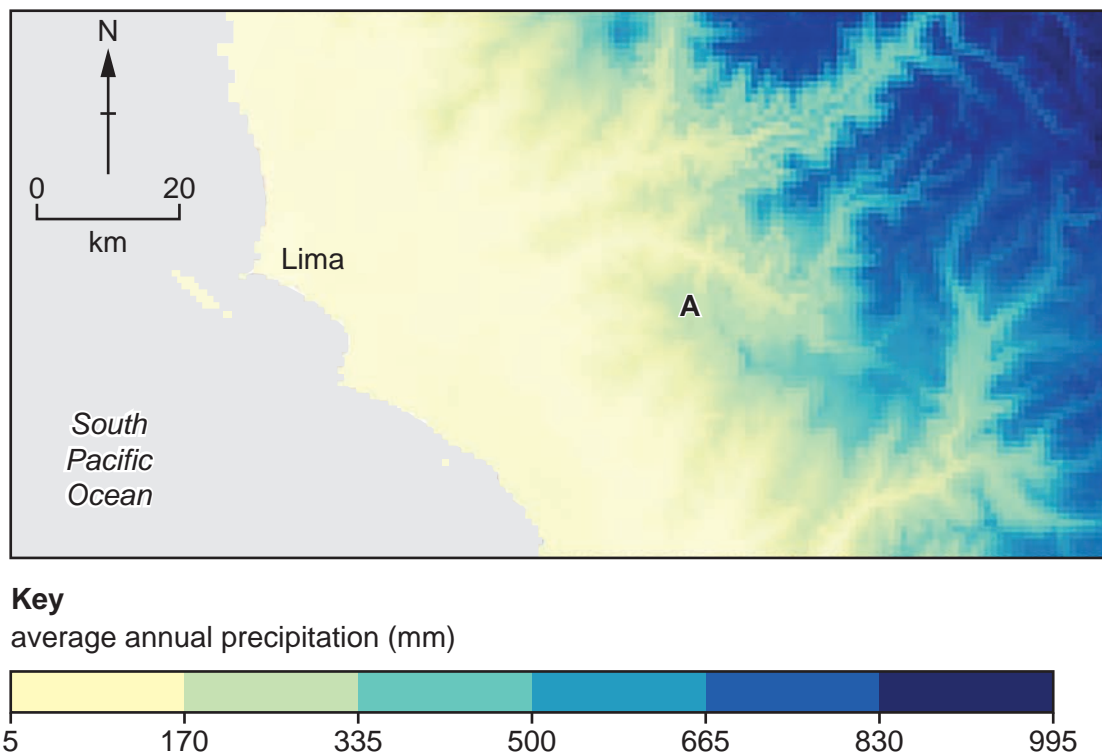 N
0 20
km
Lima
A
South
Pacific
Ocean
Key
average annual precipitation (mm)
5 170 335 500 665 830 995